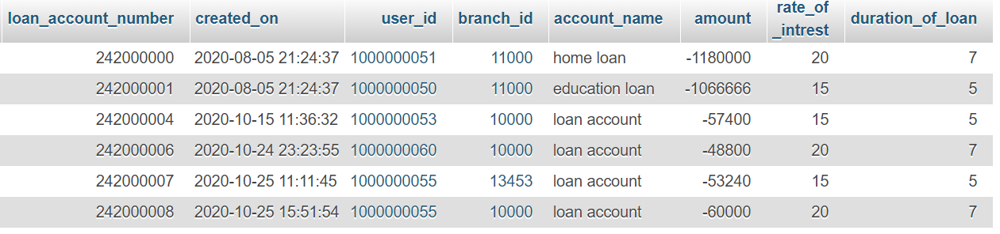 loan_account_number created_on user_id branch_id account_name amount rate_of_intrest duration_of_loan
242000000 2020-08-05 21:24:37 1000000051 11000 home loan -1180000 20 7
242000001 2020-08-05 21:24:37 1000000050 11000 education loan -1066666 15 5
242000004 2020-10-15 11:36:32 1000000053 10000 loan account -57400 15 5
242000006 2020-10-24 23:23:55 1000000060 10000 loan account -48800 20 7
242000007 2020-10-25 11:11:45 1000000055 13453 loan account -53240 15 5
242000008 2020-10-25 15:51:54 1000000055 10000 loan account -60000 20 7